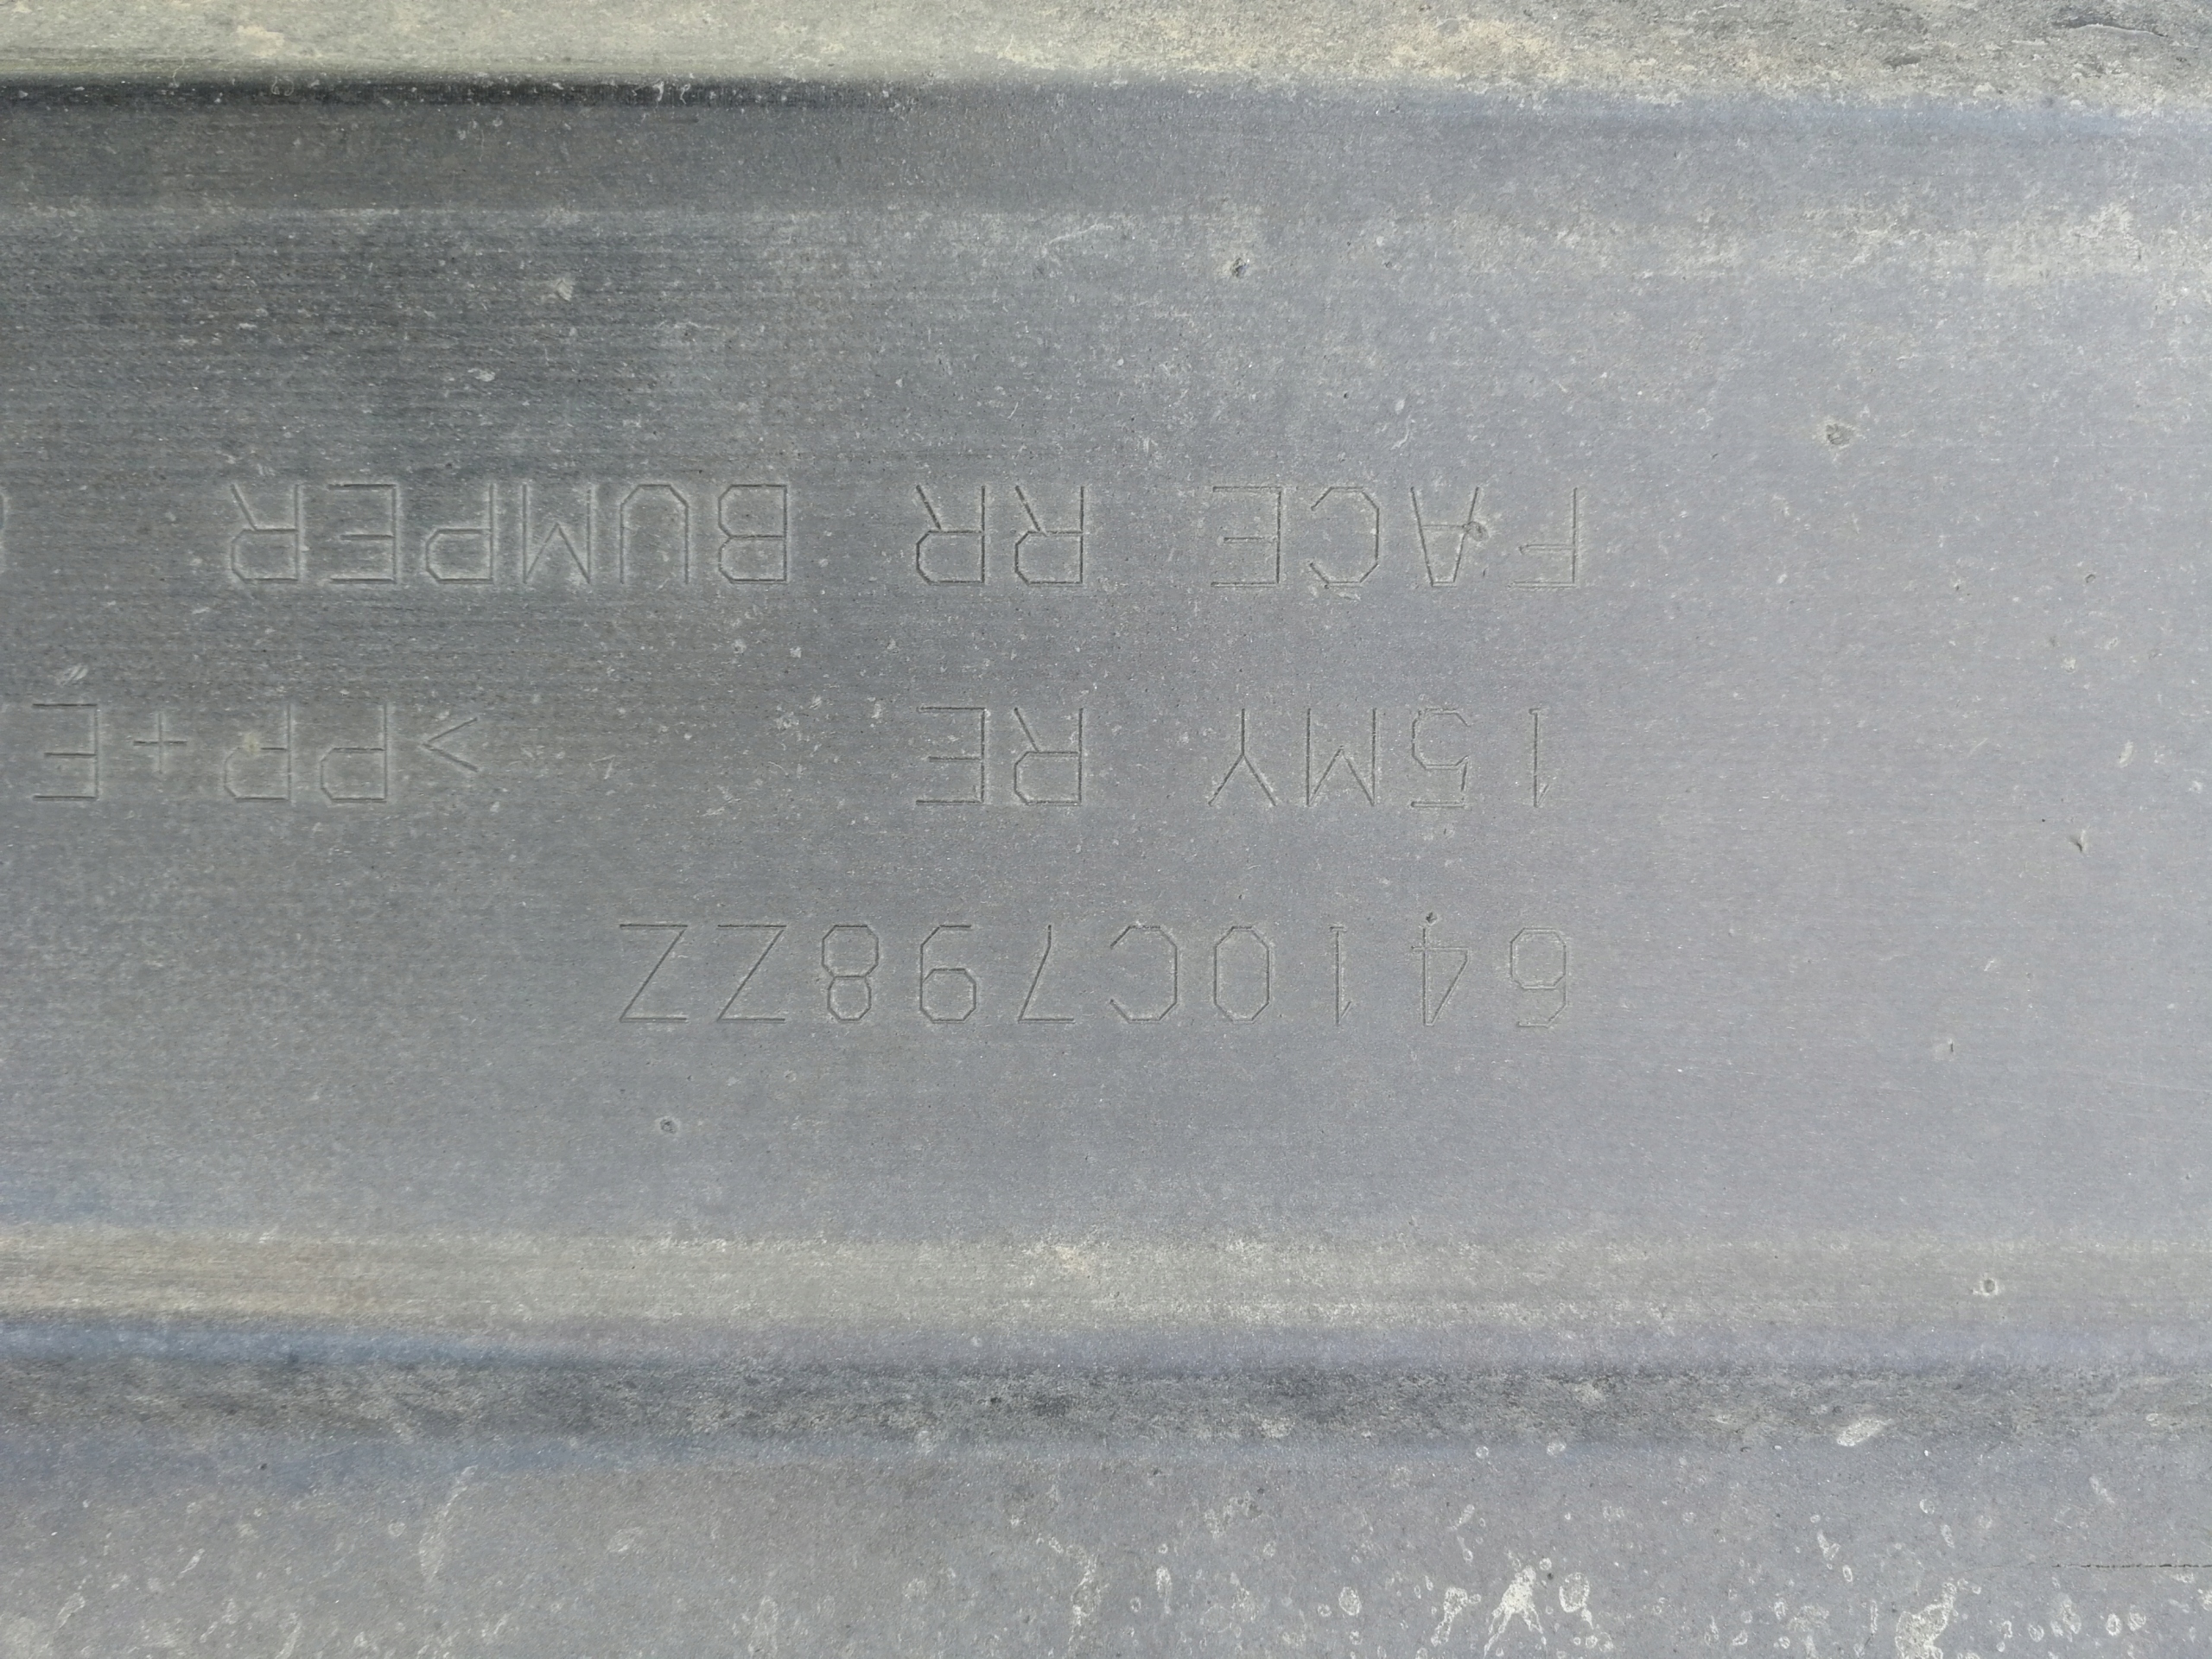 6410C798ZZ
15MY RE >PP+E
FACE RR BUMPER